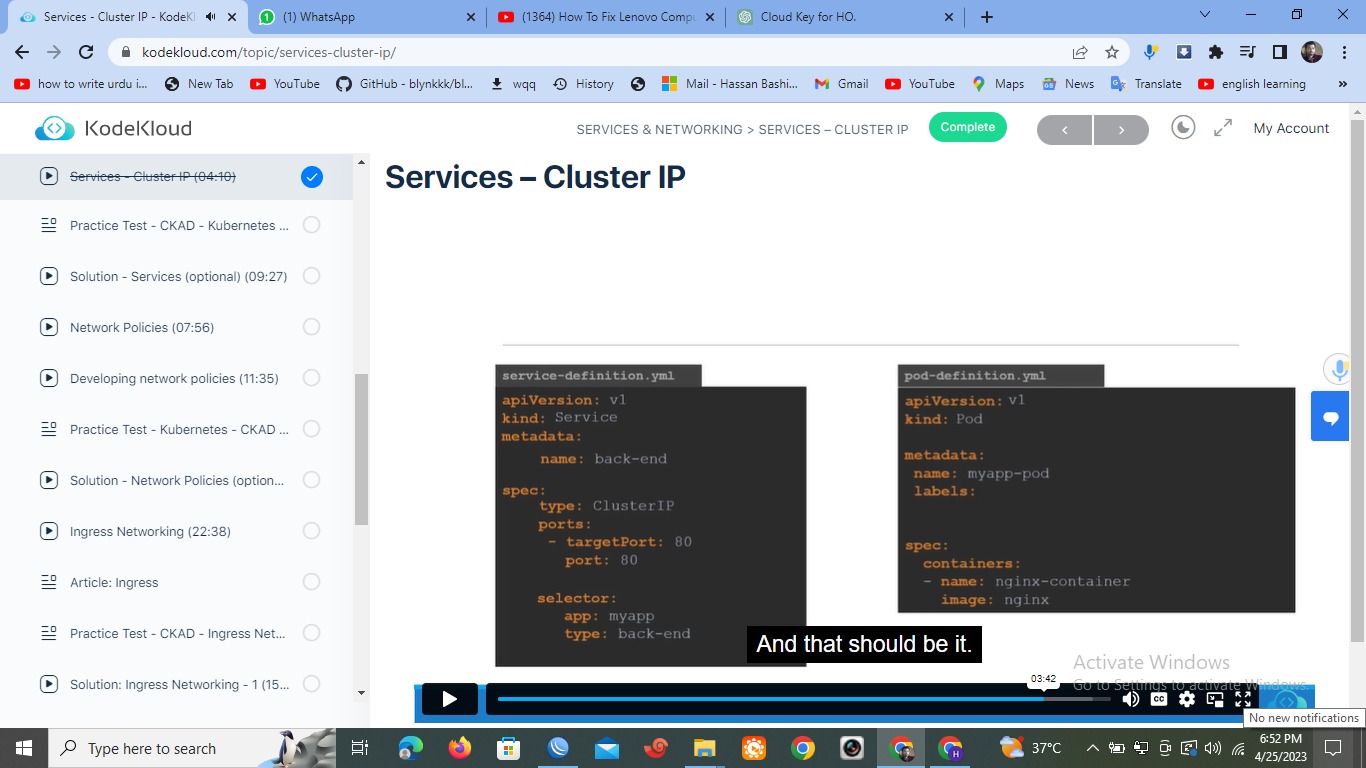 Services - Cluster IP - KodeKl
(1) WhatsApp
(1364) How To Fix Lenovo Compu
Cloud Key for HO.
kodekloud.com/topic/services-cluster-ip/
how to write urdu i...
New Tab
YouTube
GitHub - blynkkk/bl...
wqq
History
Mail - Hassan Bashi...
Gmail
YouTube
Maps
News
Translate
english learning
»
KodeKloud
SERVICES & NETWORKING > SERVICES – CLUSTER IP
Complete
<
>
My Account
Services - Cluster IP (04:10)
Practice Test - CKAD - Kubernetes ...
Solution - Services (optional) (09:27)
Network Policies (07:56)
Developing network policies (11:35)
Practice Test - Kubernetes - CKAD ...
Solution - Network Policies (option...
Ingress Networking (22:38)
Article: Ingress
Practice Test - CKAD - Ingress Net...
Solution: Ingress Networking - 1 (15...
Services – Cluster IP
service-definition.yml
apiVersion: v1
kind: Service
metadata:
name: back-end
spec:
type: ClusterIP
ports:
- targetPort: 80
port: 80
selector:
app: myapp
type: back-end
pod-definition.yml
apiVersion: v1
kind: Pod
metadata:
name: myapp-pod
labels:
spec:
containers:
- name: nginx-container
image: nginx
And that should be it.
Activate Windows
Go to Settings to activate Windows.
03:42
CC
No new notifications
Type here to search
H
37°C
6:52 PM
4/25/2023